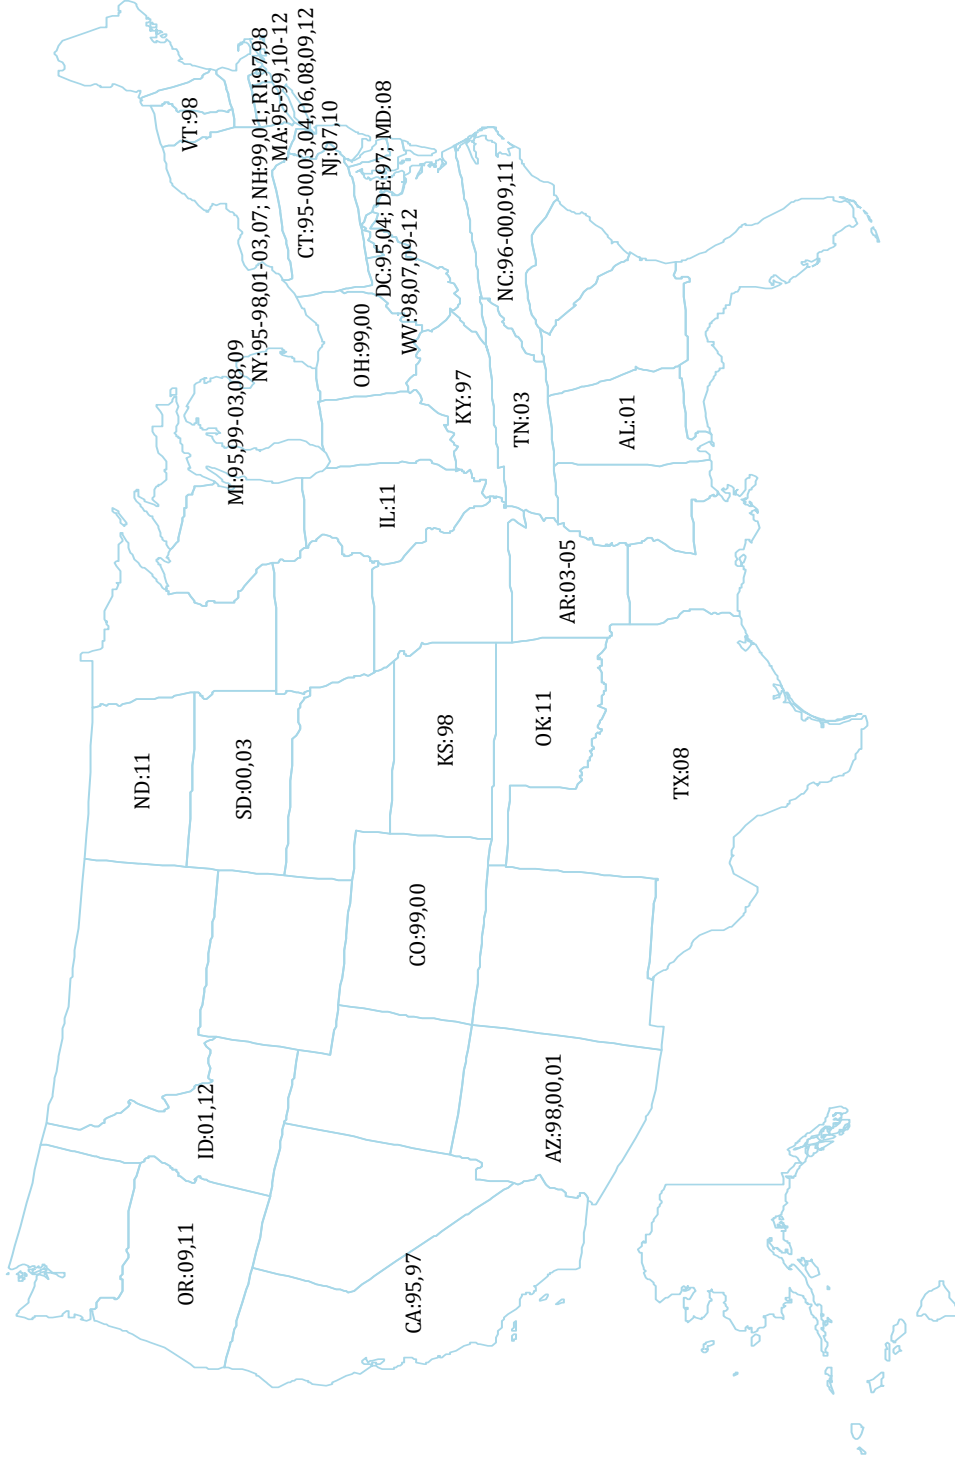 VT:98
NY:95-98,01-03,07; NH:99,01; RI:97,98
MA:95-99,10-12
CT:95-00,03,04,06,08,09,12
NJ:07,10
MI:95,99-03,08,09
ND:11
SD:00,03
ID:01,12
OR:09,11
OH:99,00
DC:95,04; DE:97; MD:08
WV:98,07,09-12
IL:11
KY:97
KS:98
CO:99,00
CA:95,97
NC:96-00,09,11
TN:03
AR:03-05
OK:11
AZ:98,00,01
AL:01
TX:08